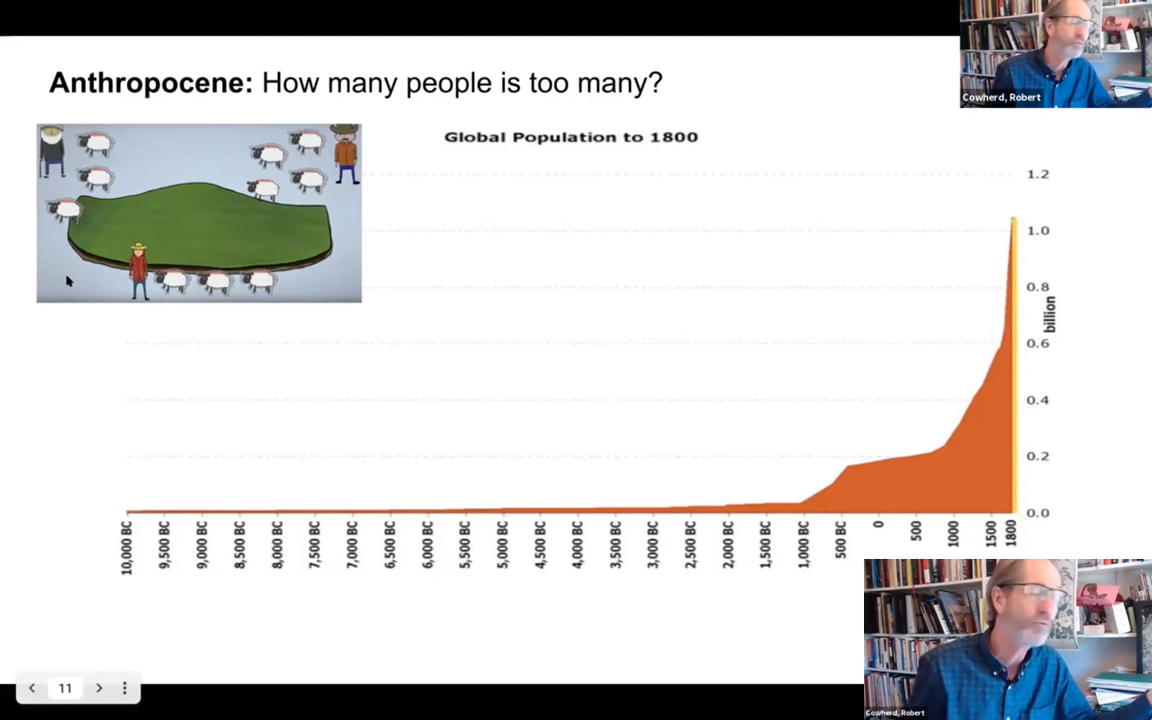 Anthropocene: How many people is too many?
Cowherd, Robert
Global Population to 1800
1.2
1.0
0.8
billion
0.6
0.4
0.2
0.0
10,000 BC
9,500 BC
9,000 BC
8,500 BC
8,000 BC
7,500 BC
7,000 BC
6,500 BC
6,000 BC
5,500 BC
5,000 BC
4,500 BC
4,000 BC
3,500 BC
3,000 BC
2,500 BC
2,000 BC
1,500 BC
1,000 BC
500 BC
0
500
1000
1500
1800
11
Cowherd, Robert